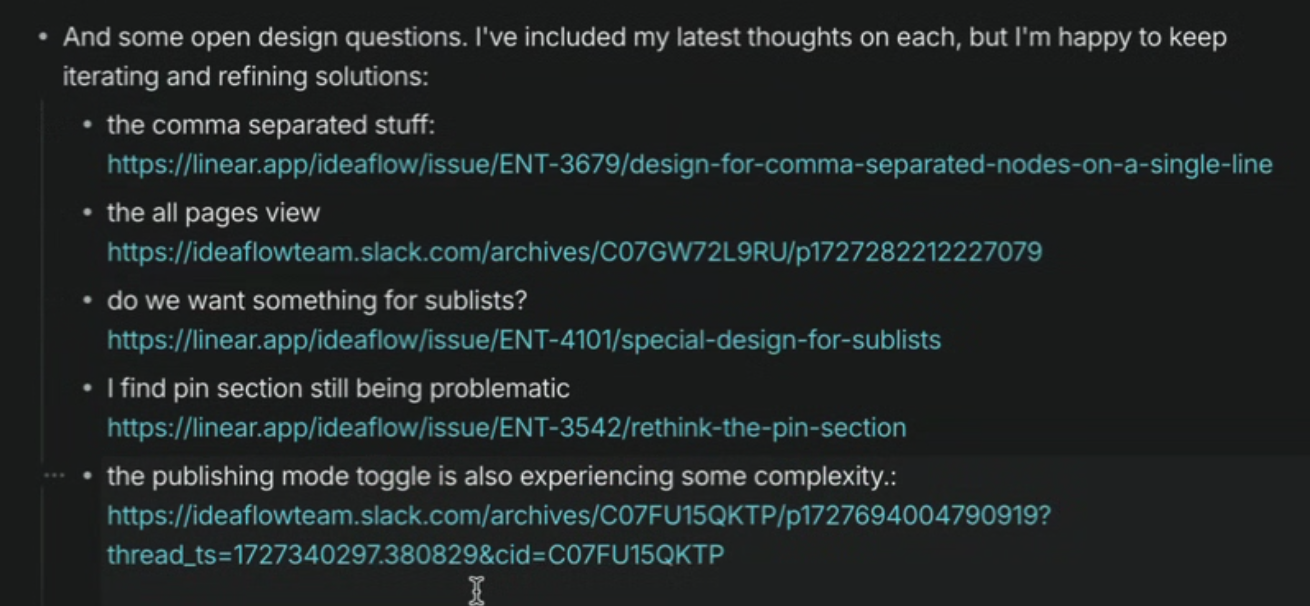 And some open design questions. I've included my latest thoughts on each, but I'm happy to keep
iterating and refining solutions:
the comma separated stuff:
https://linear.app/ideaflow/issue/ENT-3679/design-for-comma-separated-nodes-on-a-single-line
the all pages view
https://ideaflowteam.slack.com/archives/C07GW72L9RU/p1727282212227079
do we want something for sublists?
https://linear.app/ideaflow/issue/ENT-4101/special-design-for-sublists
I find pin section still being problematic
https://linear.app/ideaflow/issue/ENT-3542/rethink-the-pin-section
the publishing mode toggle is also experiencing some complexity.:
https://ideaflowteam.slack.com/archives/C07FU15QKTP/p1727694004790919?
thread_ts=1727340297.380829&cid=C07FU15QKTP